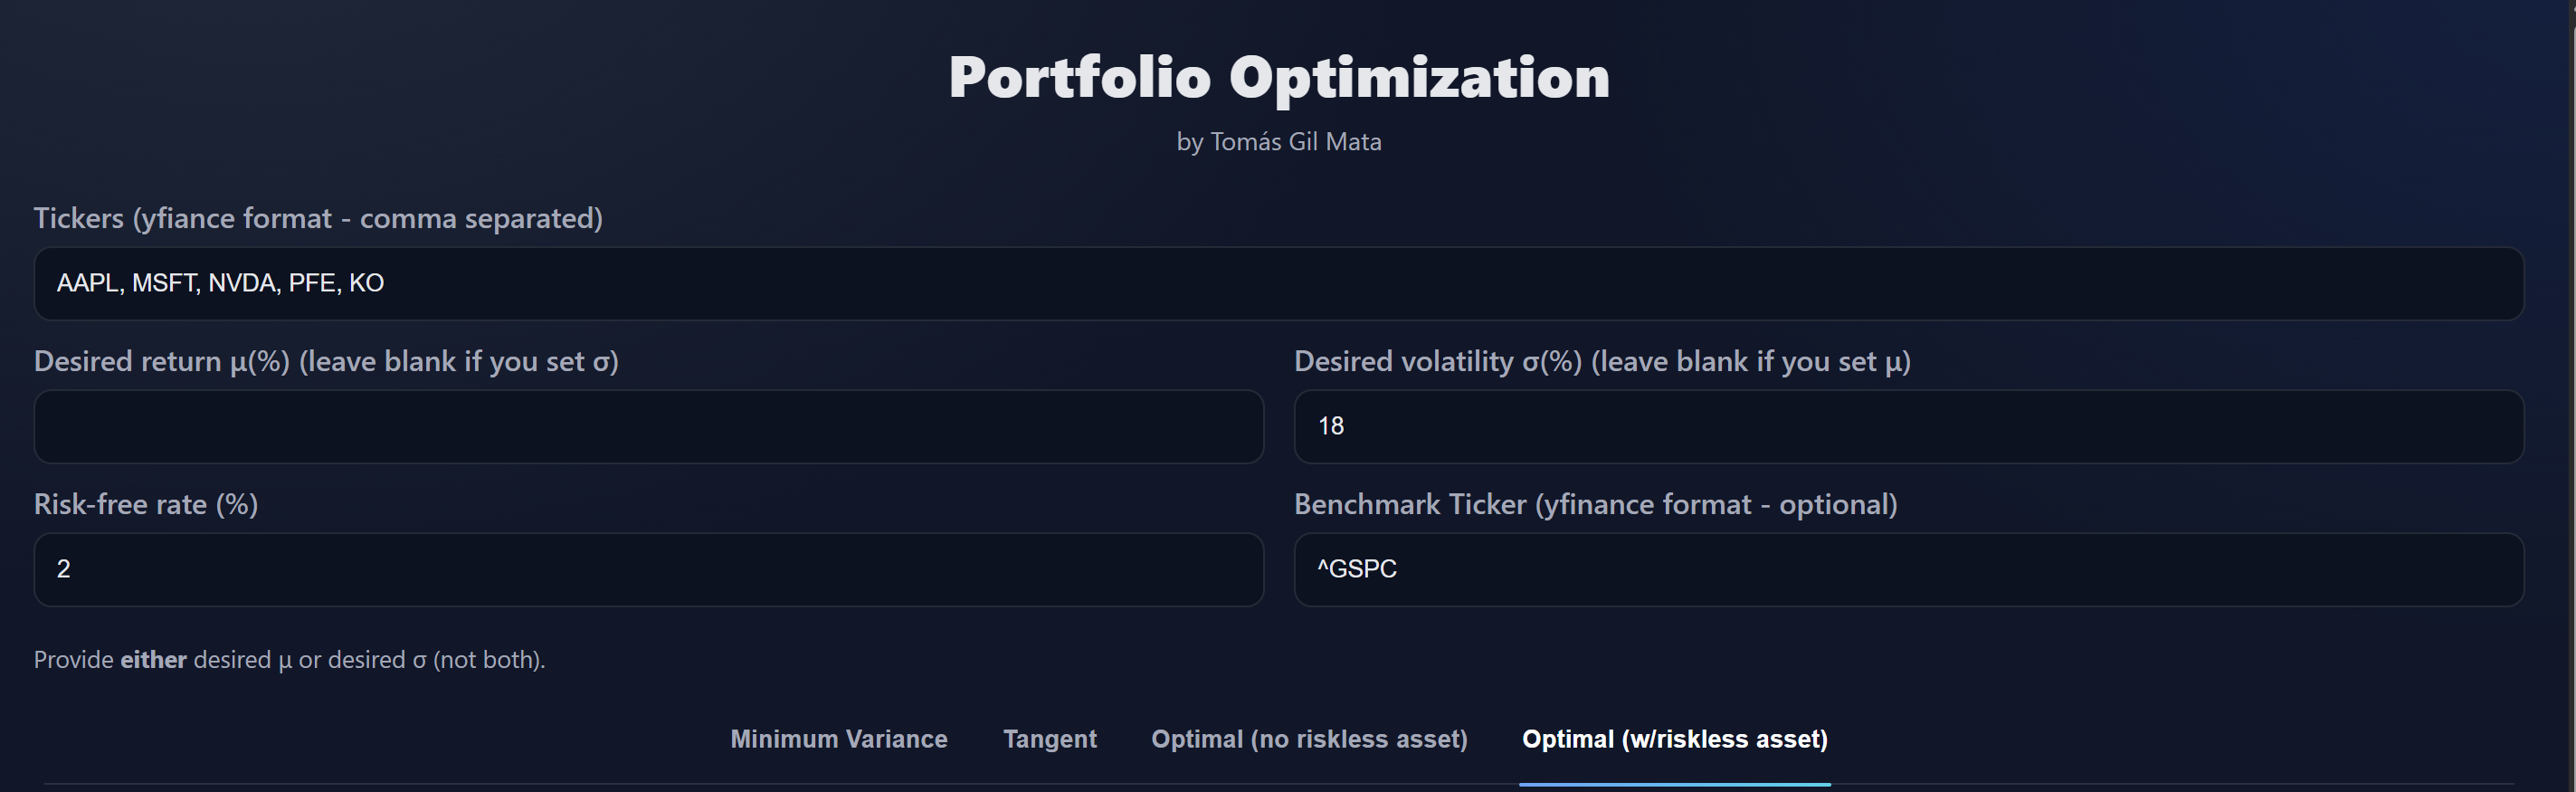 Portfolio Optimization
by Tomás Gil Mata
Tickers (yfiance format - comma separated)
AAPL, MSFT, NVDA, PFE, KO
Desired return μ(%) (leave blank if you set σ)
Desired volatility σ(%) (leave blank if you set μ)
18
Risk-free rate (%)
2
Benchmark Ticker (yfinance format - optional)
^GSPC
Provide either desired μ or desired σ (not both).
Minimum Variance
Tangent
Optimal (no riskless asset)
Optimal (w/riskless asset)